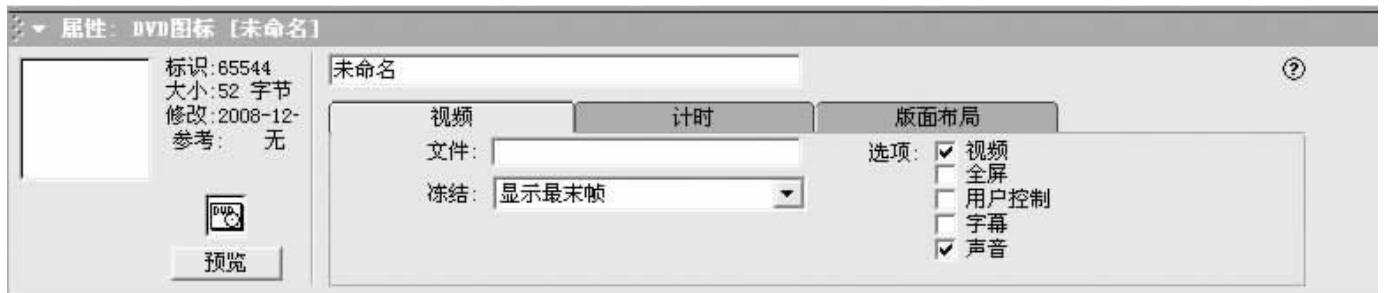 属性: DVD图标 [未命名]
标识:65544
大小:52 字节
修改:2008-12-
参考: 无
DVD
预览
未命名
视频 计时 版面布局
文件:
冻结: 显示最末帧
选项: 视频
全屏
用户控制
字幕
声音